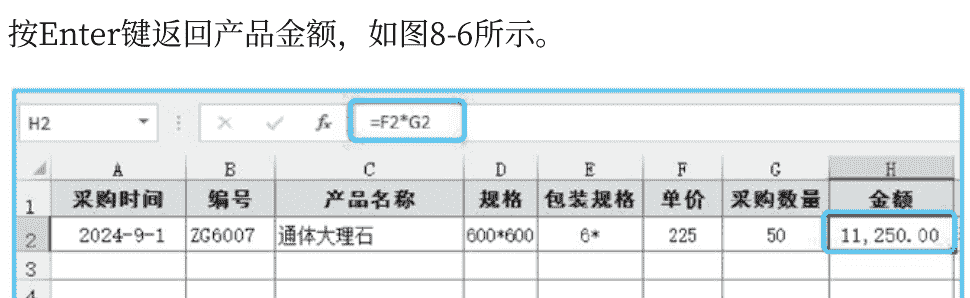 按Enter键返回产品金额，如图8-6所示。
H2 fx =F2*G2
A B C D E F G H
1 采购时间 编号 产品名称 规格 包装规格 单价 采购数量 金额
2 2024-9-1 ZG6007 通体大理石 600*600 6* 225 50 11,250.00
3
4